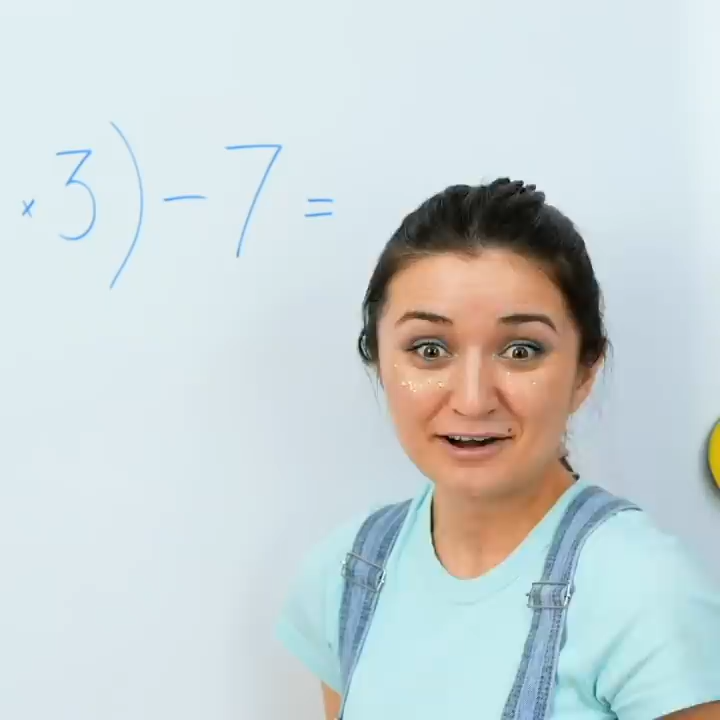 × 3) - 7 =